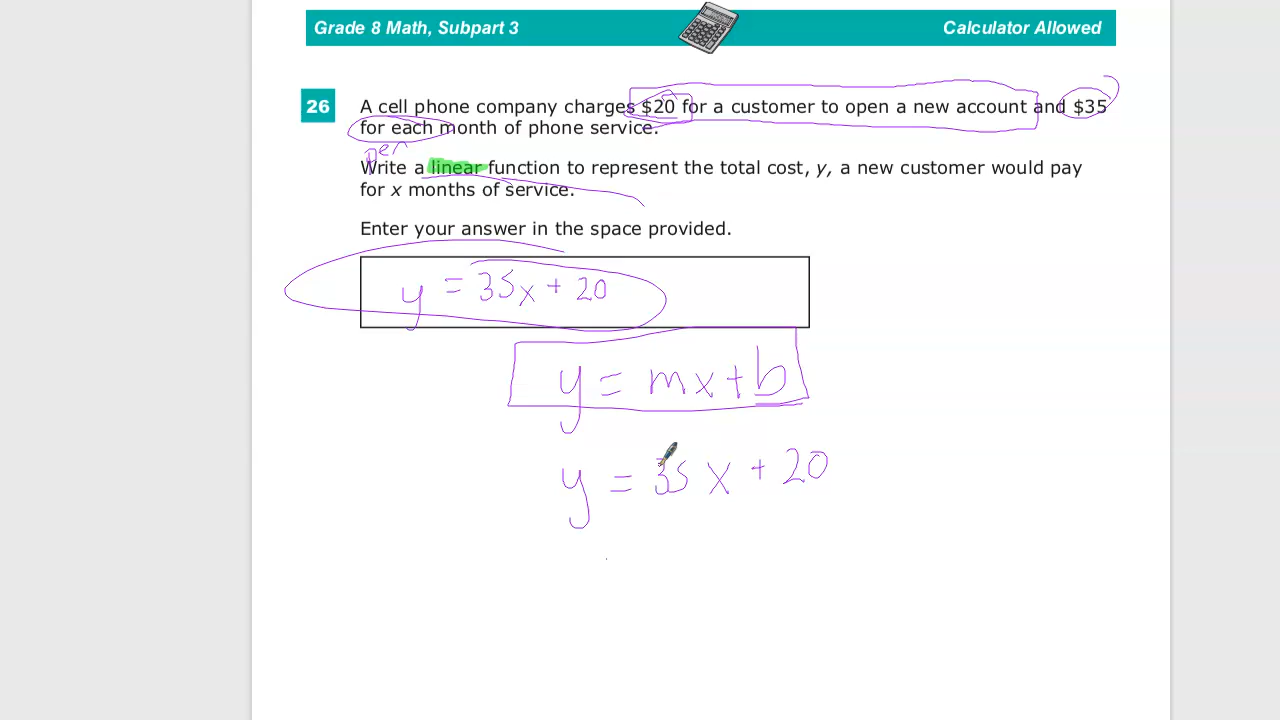 Grade 8 Math, Subpart 3
Calculator Allowed
26
A cell phone company charges $20 for a customer to open a new account and $35
for each month of phone service.
per
Write a linear function to represent the total cost, y, a new customer would pay
for x months of service.
Enter your answer in the space provided.
y = 35x + 20
y = mx + b
y = 35x + 20